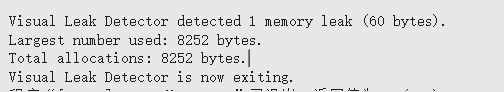 Visual Leak Detector detected 1 memory leak (60 bytes).
Largest number used: 8252 bytes.
Total allocations: 8252 bytes.
Visual Leak Detector is now exiting.